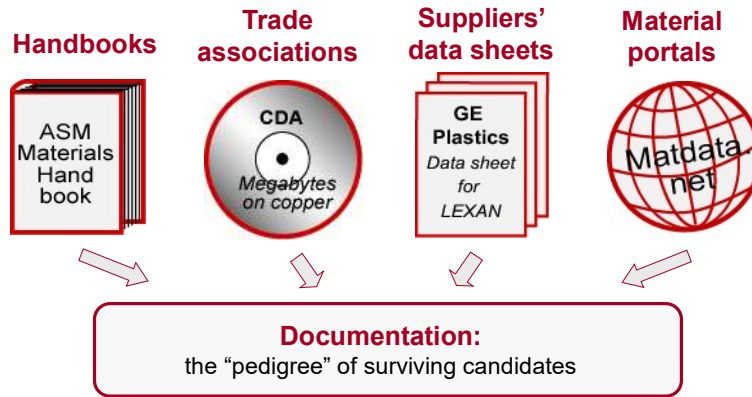 Handbooks
Trade
associations
Suppliers’
data sheets
Material
portals
ASM
Materials
Hand
book
CDA
Megabytes
on copper
GE
Plastics
Data sheet
for
LEXAN
Matdata
net
Documentation:
the “pedigree” of surviving candidates